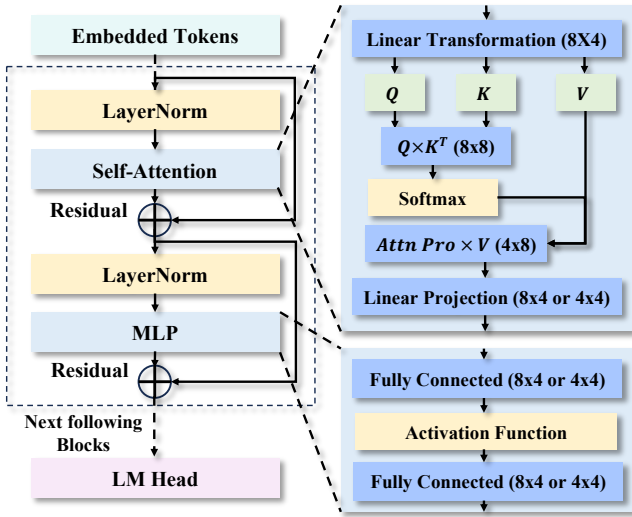 Embedded Tokens
LayerNorm
Self-Attention
Residual
LayerNorm
MLP
Residual
Next following
Blocks
LM Head
Linear Transformation (8X4)
Q K V
Q×K^T (8x8)
Softmax
Attn Pro × V (4x8)
Linear Projection (8x4 or 4x4)
Fully Connected (8x4 or 4x4)
Activation Function
Fully Connected (8x4 or 4x4)